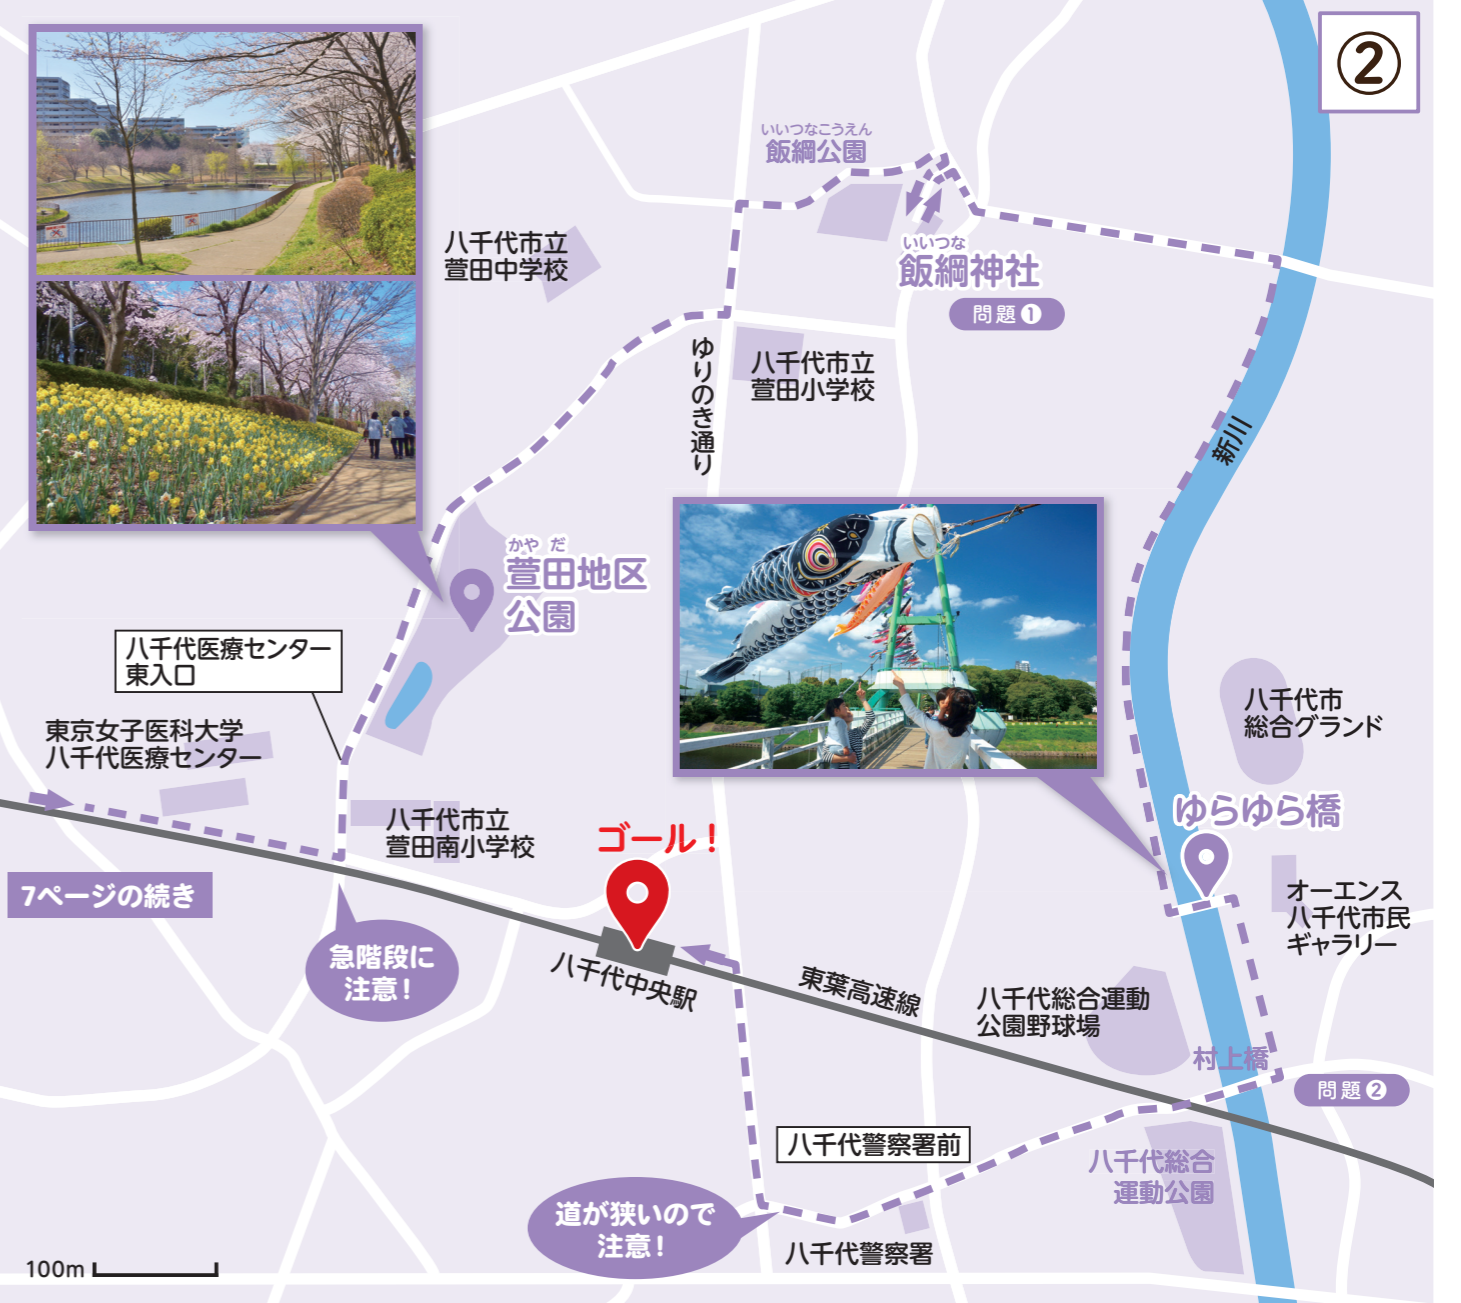 ②
いいつなこうえん
飯綱公園
八千代市立
萱田中学校
いいつな
飯綱神社
問題❶
ゆりのき通り
八千代市立
萱田小学校
新川
かや だ
萱田地区
公園
八千代医療センター
東入口
東京女子医科大学
八千代医療センター
八千代市
総合グランド
ゆらゆら橋
八千代市立
萱田南小学校
ゴール！
7ページの続き
オーエンス
八千代市民
ギャラリー
急階段に
注意！
八千代中央駅
東葉高速線
八千代総合運動
公園野球場
村上橋
問題❷
八千代警察署前
八千代総合
運動公園
道が狭いので
注意！
八千代警察署
100m